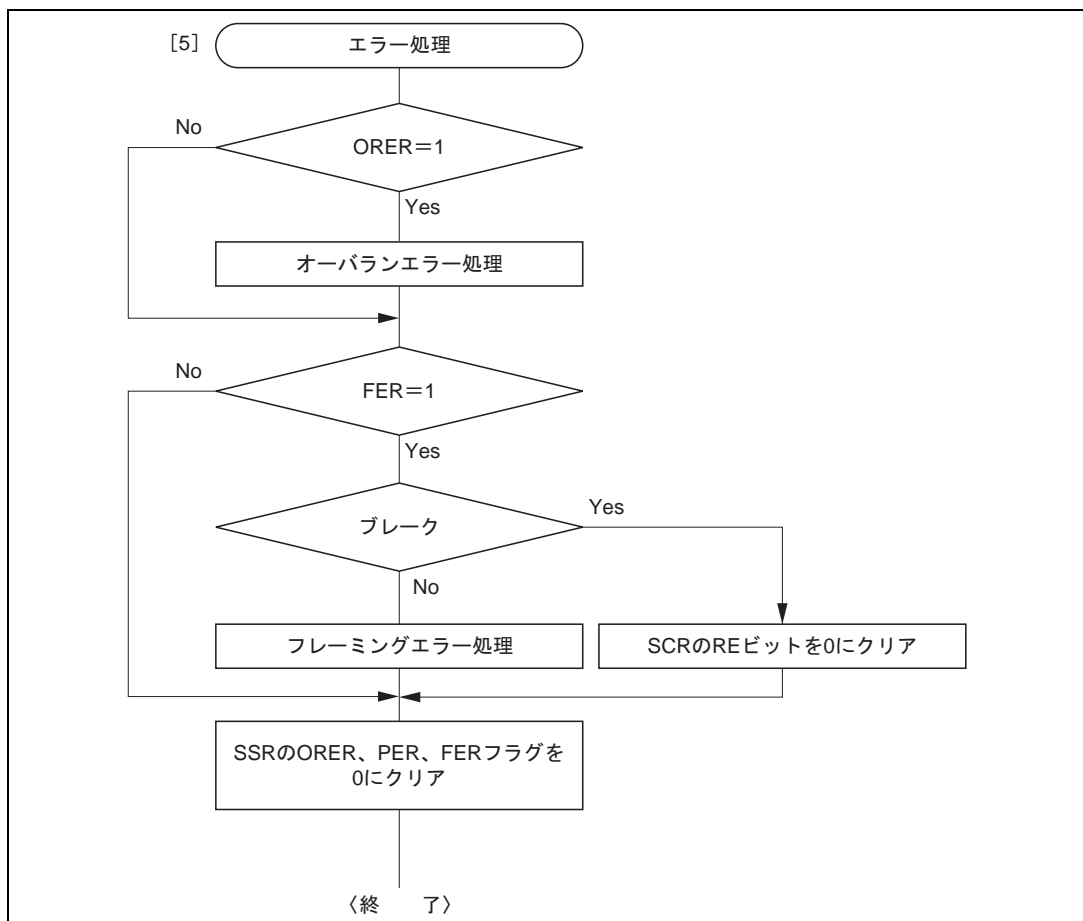 [5]
エラー処理
No
ORER＝1
Yes
オーバランエラー処理
No
FER＝1
Yes
ブレーク
Yes
No
フレーミングエラー処理
SCRのREビットを0にクリア
SSRのORER、PER、FERフラグを
0にクリア
〈終　　了〉